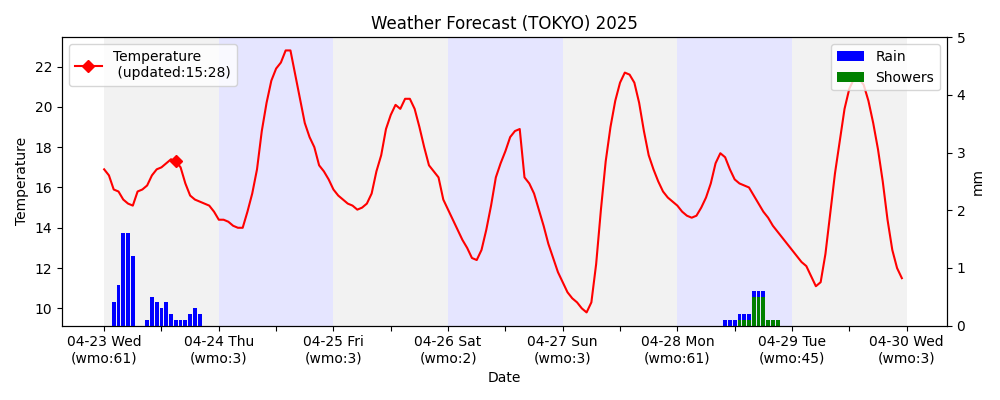 Weather Forecast (TOKYO) 2025
Temperature
(updated:15:28)
Rain
Showers
Temperature
22
20
18
16
14
12
10
5
4
3
2
1
0
mm
04-23 Wed
(wmo:61)
04-24 Thu
(wmo:3)
04-25 Fri
(wmo:3)
04-26 Sat
(wmo:2)
04-27 Sun
(wmo:3)
04-28 Mon
(wmo:61)
04-29 Tue
(wmo:45)
04-30 Wed
(wmo:3)
Date